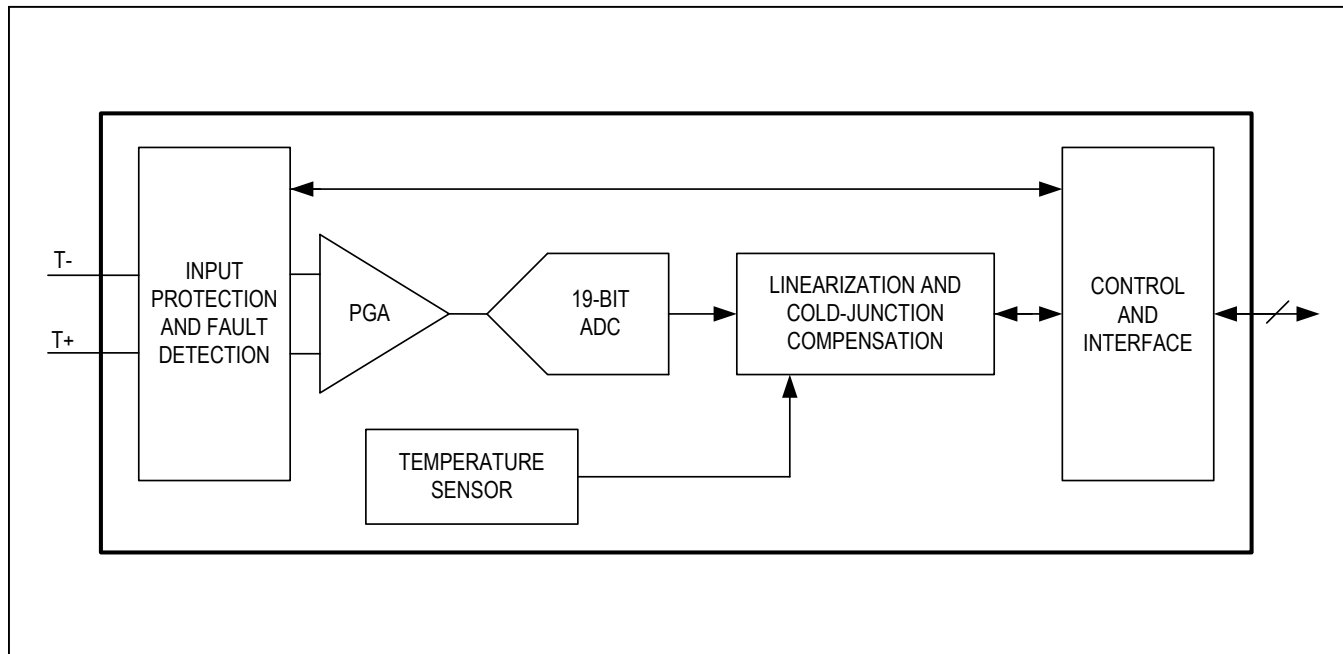 T-
T+
INPUT
PROTECTION
AND FAULT
DETECTION
PGA
19-BIT
ADC
LINEARIZATION AND
COLD-JUNCTION
COMPENSATION
CONTROL
AND
INTERFACE
TEMPERATURE
SENSOR